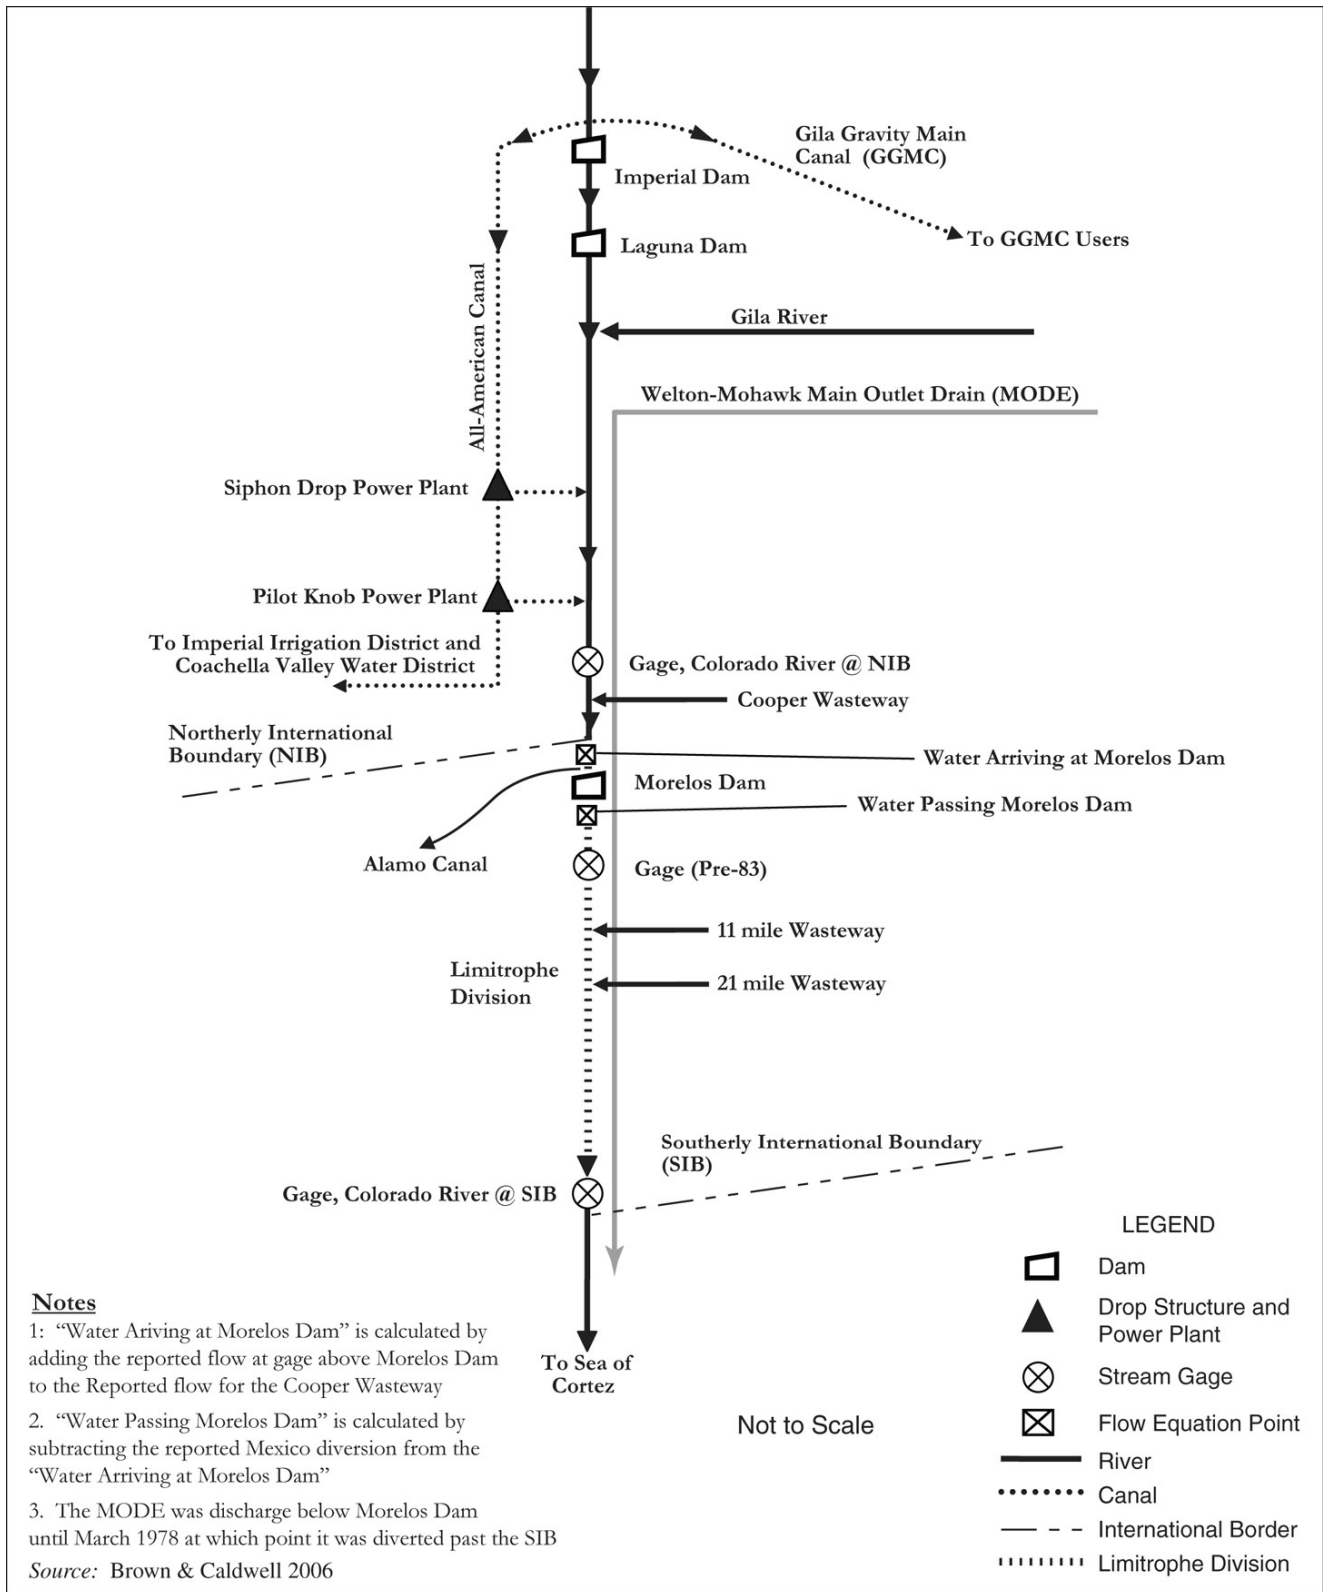 Gila Gravity Main
Canal (GGMC)
Imperial Dam
To GGMC Users
Laguna Dam
All-American Canal
Gila River
Welton-Mohawk Main Outlet Drain (MODE)
Siphon Drop Power Plant
Pilot Knob Power Plant
To Imperial Irrigation District and
Coachella Valley Water District
Gage, Colorado River @ NIB
Cooper Wasteway
Northerly International
Boundary (NIB)
Water Arriving at Morelos Dam
Morelos Dam
Water Passing Morelos Dam
Alamo Canal
Gage (Pre-83)
11 mile Wasteway
Limitrophe
Division
21 mile Wasteway
Southerly International Boundary
(SIB)
Gage, Colorado River @ SIB
To Sea of
Cortez
Not to Scale
Notes
1: “Water Ariving at Morelos Dam” is calculated by
adding the reported flow at gage above Morelos Dam
to the Reported flow for the Cooper Wasteway
2. “Water Passing Morelos Dam” is calculated by
subtracting the reported Mexico diversion from the
“Water Arriving at Morelos Dam”
3. The MODE was discharge below Morelos Dam
until March 1978 at which point it was diverted past the SIB
Source: Brown & Caldwell 2006
LEGEND
Dam
Drop Structure and
Power Plant
Stream Gage
Flow Equation Point
River
Canal
International Border
Limitrophe Division